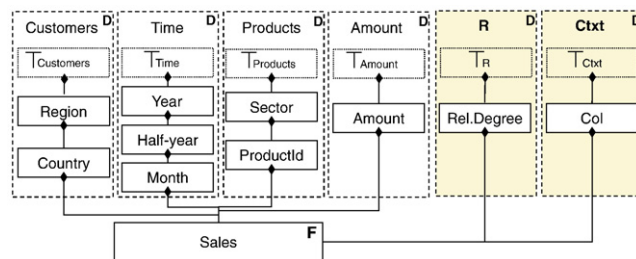 Customers D Time D Products D Amount D R D Ctxt D
⊤Customers ⊤Time ⊤Products ⊤Amount ⊤R ⊤Ctxt
Year Sector
Region Amount Rel.Degree Col
Half-year
Country ProductId
Month
Sales F